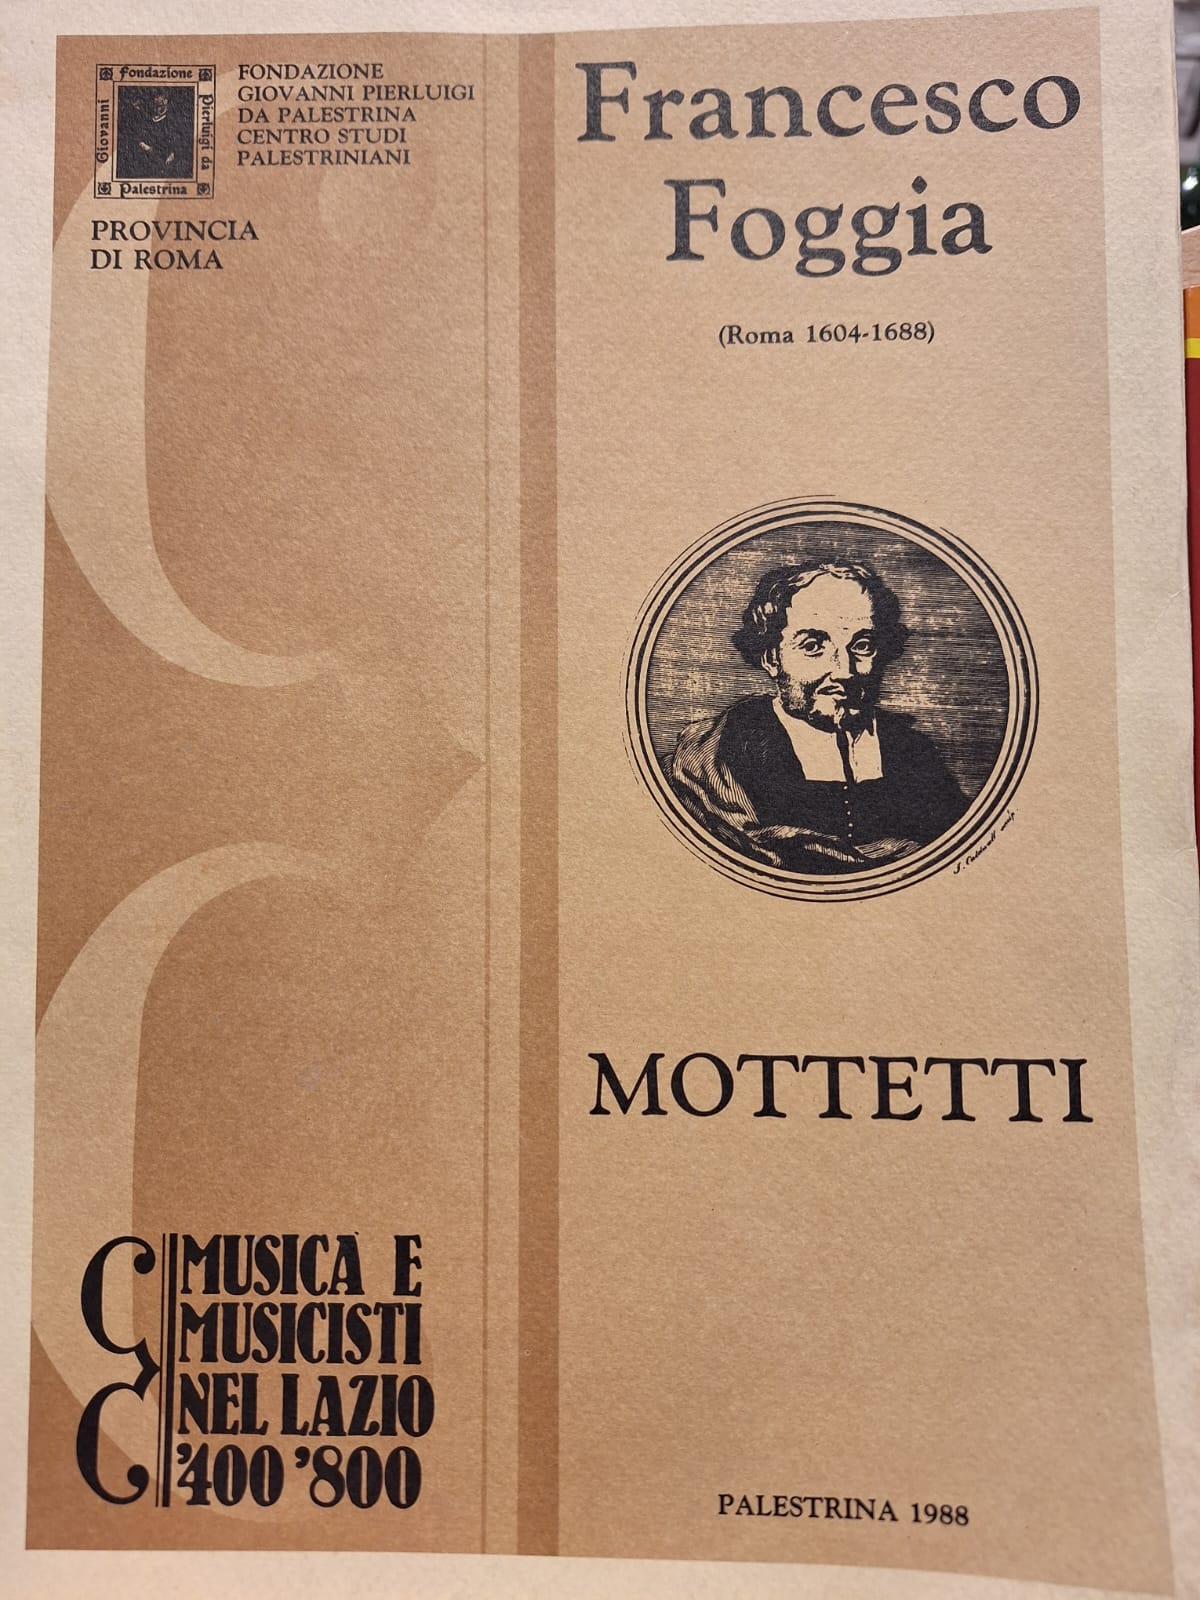 Fondazione
Giovanni
Pierluigi da
Palestrina
FONDAZIONE
GIOVANNI PIERLUIGI
DA PALESTRINA
CENTRO STUDI
PALESTRINIANI
PROVINCIA
DI ROMA
Francesco
Foggia
(Roma 1604-1688)
MOTTETTI
MUSICA E
MUSICISTI
NEL LAZIO
'400 '800
PALESTRINA 1988